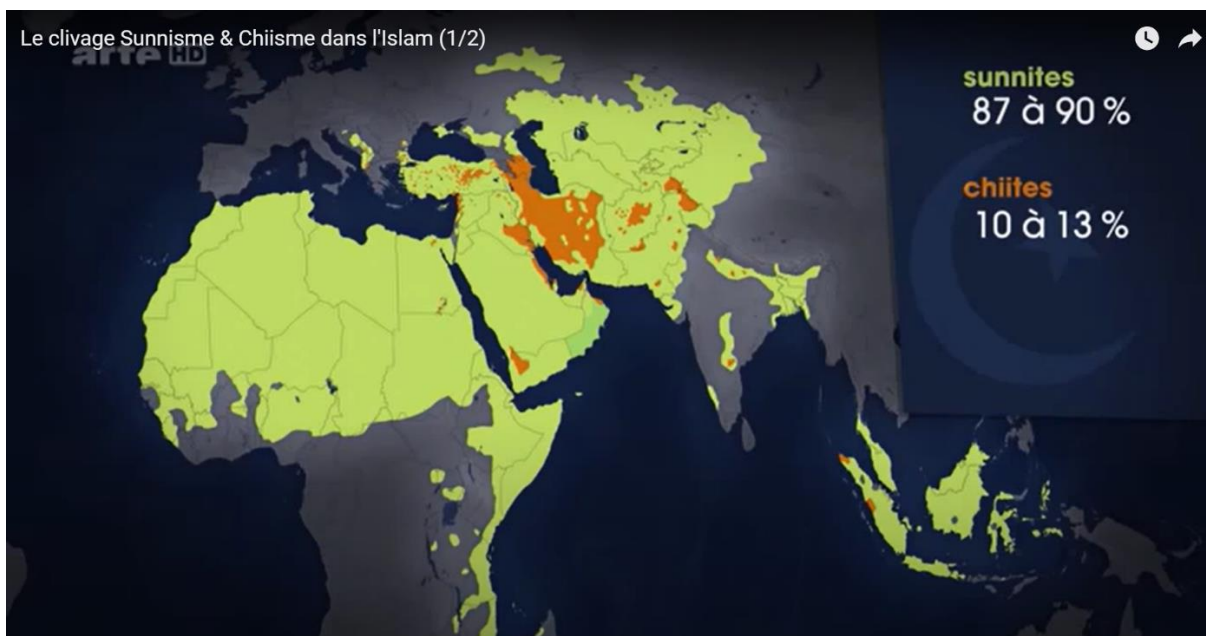 Le clivage Sunnisme & Chiisme dans l'Islam (1/2)
arte HD
sunnites
87 à 90 %
chiites
10 à 13 %